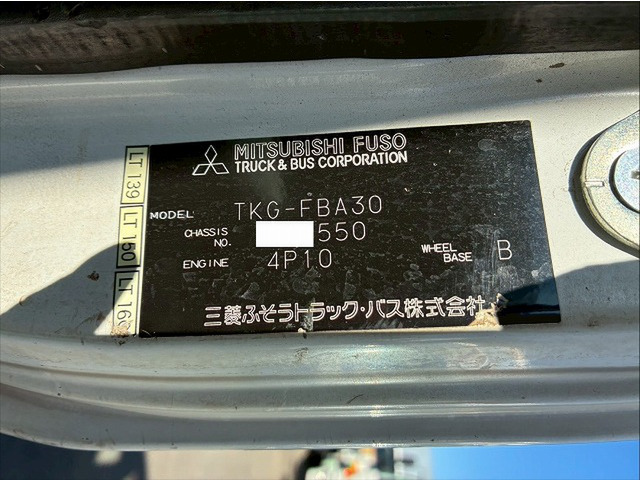 MITSUBISHI FUSO
TRUCK & BUS CORPORATION
MODEL TKG-FBA30
CHASSIS NO. 550
ENGINE 4P10 WHEEL BASE B
三菱ふそうトラック・バス株式会社
LT 139 LT 150 LT 16